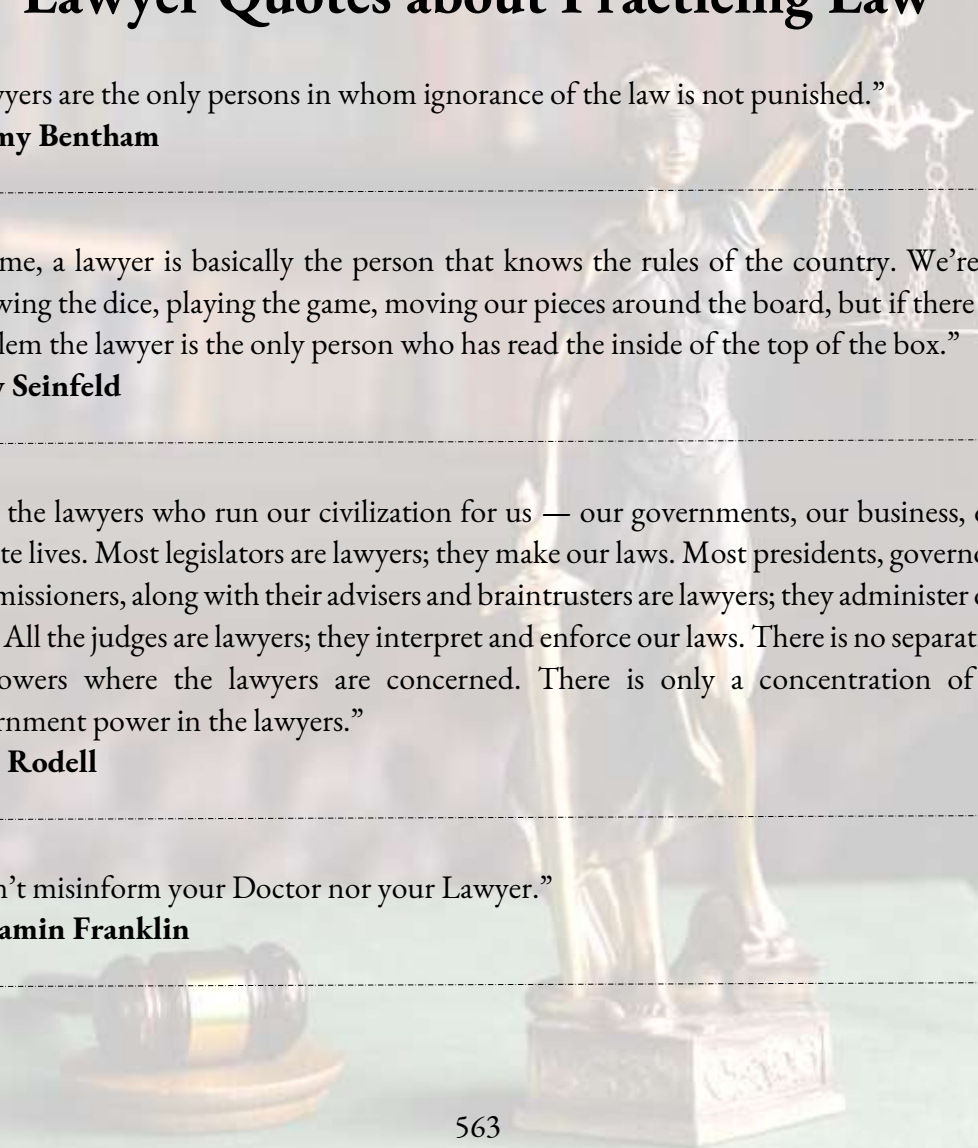 Lawyer Quotes about Practicing Law
wyers are the only persons in whom ignorance of the law is not punished.”
my Bentham
me, a lawyer is basically the person that knows the rules of the country. We’re
wing the dice, playing the game, moving our pieces around the board, but if there
lem the lawyer is the only person who has read the inside of the top of the box.”
y Seinfeld
the lawyers who run our civilization for us — our governments, our business,
te lives. Most legislators are lawyers; they make our laws. Most presidents, govern
missioners, along with their advisers and braintrusters are lawyers; they administer
All the judges are lawyers; they interpret and enforce our laws. There is no separat
owers where the lawyers are concerned. There is only a concentration of
rnment power in the lawyers.”
Rodell
n’t misinform your Doctor nor your Lawyer.”
amin Franklin
563